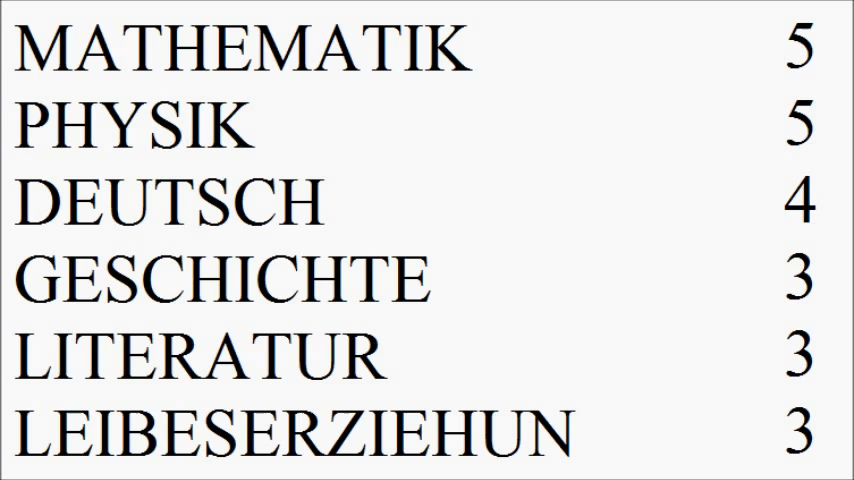 MATHEMATIK 5
PHYSIK 5
DEUTSCH 4
GESCHICHTE 3
LITERATUR 3
LEIBESERZIEHUN 3